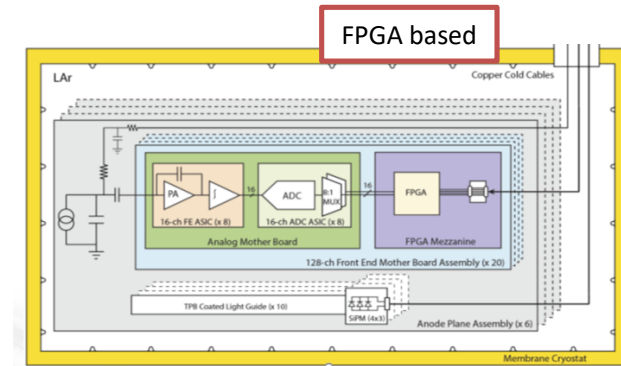 FPGA based
LAr
Copper Cold Cables
PA
∫
16
ADC
8:1
MUX
16
FPGA
16-ch FE ASIC (x 8)
16-ch ADC ASIC (x 8)
Analog Mother Board
FPGA Mezzanine
128-ch Front End Mother Board Assembly (x 20)
TPB Coated Light Guide (x 10)
SiPM (4x3)
Anode Plane Assembly (x 6)
Membrane Cryostat